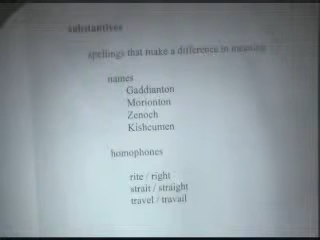 substantives
spellings that make a difference in meaning
names
Gaddianton
Morionton
Zenoch
Kishcumen
homophones
rite / right
strait / straight
travel / travail